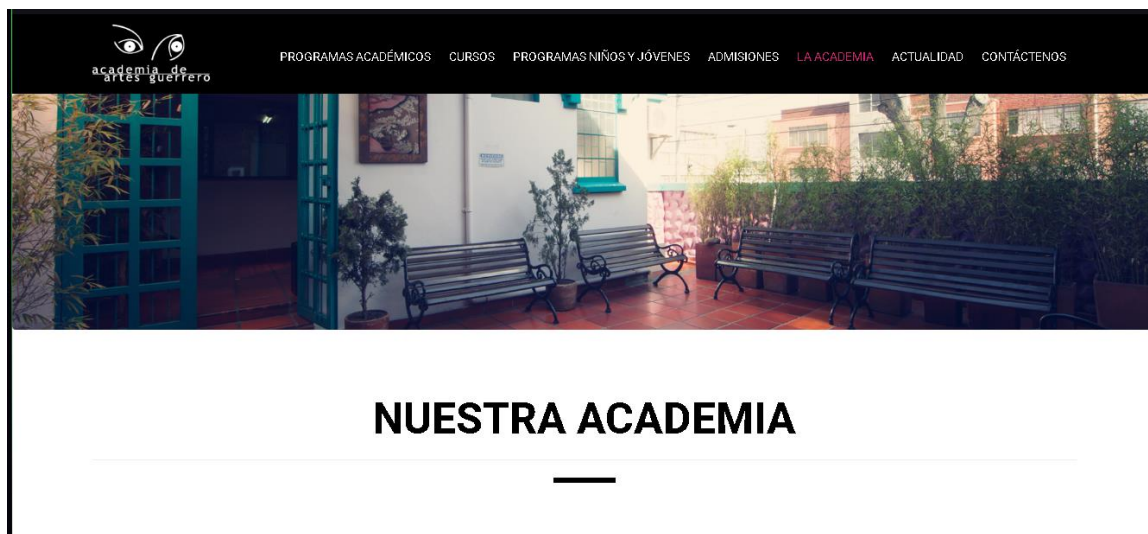 academia de
artes guerrero
PROGRAMAS ACADÉMICOS CURSOS PROGRAMAS NIÑOS Y JÓVENES ADMISIONES LA ACADEMIA ACTUALIDAD CONTÁCTENOS
NUESTRA ACADEMIA